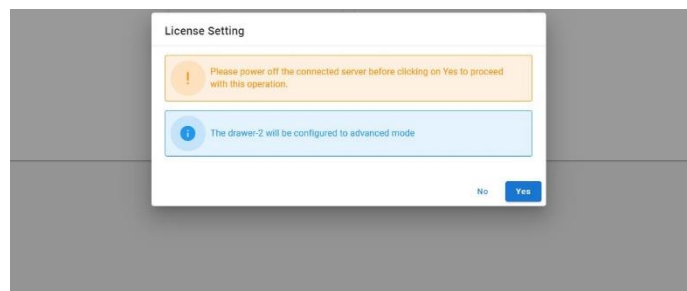 License Setting
Please power off the connected server before clicking on Yes to proceed
with this operation.
The drawer-2 will be configured to advanced mode
No
Yes